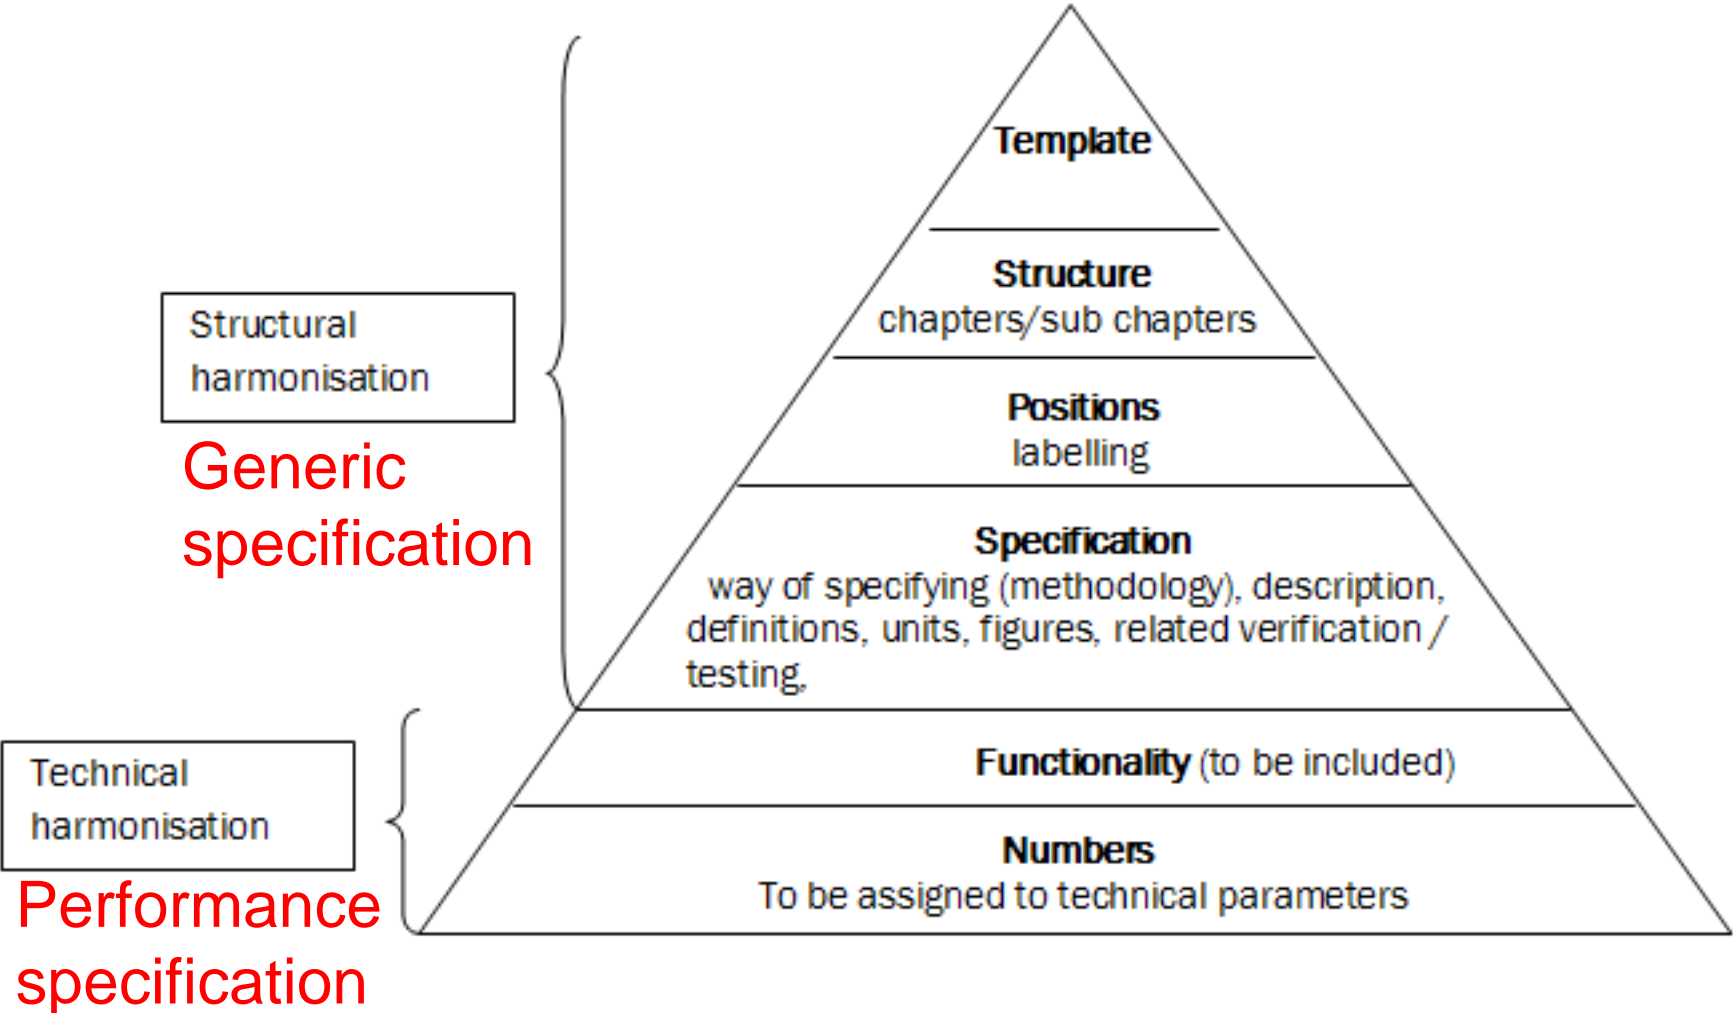 Template
Structure
chapters/sub chapters
Structural
harmonisation
Positions
labelling
Generic
specification
Specification
way of specifying (methodology), description,
definitions, units, figures, related verification /
testing,
Functionality (to be included)
Technical
harmonisation
Numbers
To be assigned to technical parameters
Performance
specification